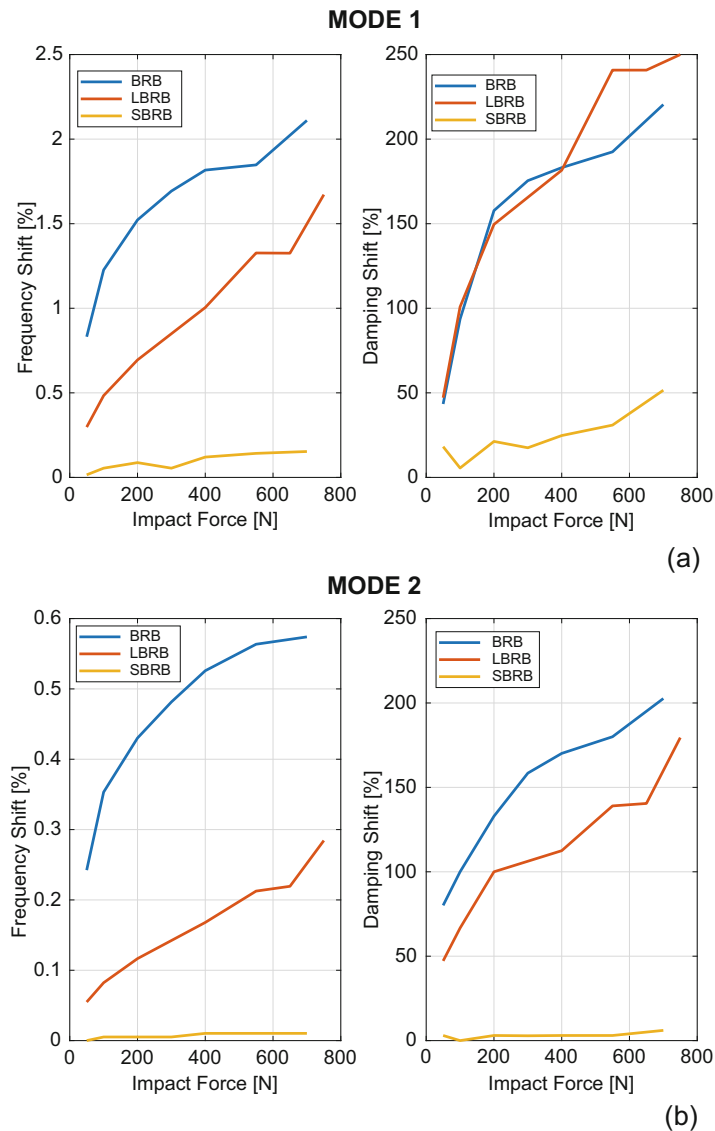 MODE 1
2.5
2
1.5
1
0.5
0
Frequency Shift [%]
BRB
LBRB
SBRB
0 200 400 600 800
Impact Force [N]
250
200
150
100
50
0
Damping Shift [%]
BRB
LBRB
SBRB
0 200 400 600 800
Impact Force [N]
(a)
MODE 2
0.6
0.5
0.4
0.3
0.2
0.1
0
Frequency Shift [%]
BRB
LBRB
SBRB
0 200 400 600 800
Impact Force [N]
250
200
150
100
50
0
Damping Shift [%]
BRB
LBRB
SBRB
0 200 400 600 800
Impact Force [N]
(b)